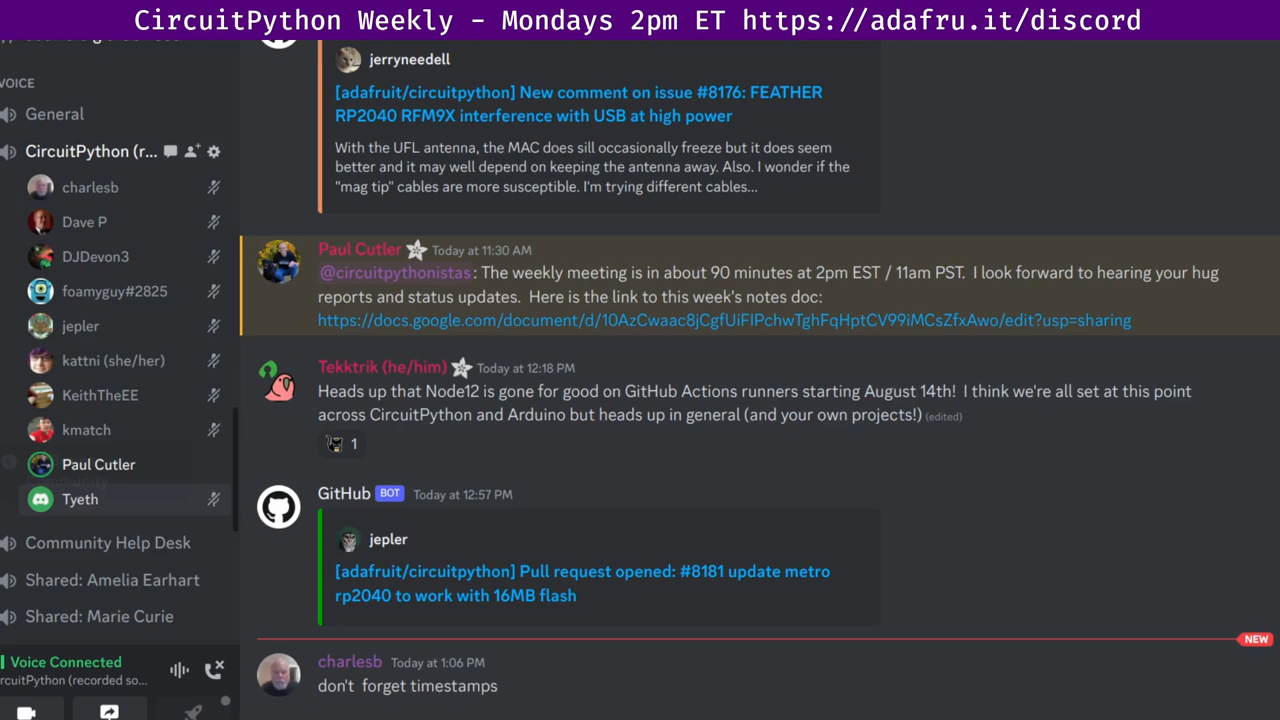 CircuitPython Weekly - Mondays 2pm ET https://adafru.it/discord
VOICE
General
CircuitPython (r...
charlesb
Dave P
DJDevon3
foamyguy#2825
jepler
kattni (she/her)
KeithTheEE
kmatch
Paul Cutler
Tyeth
Community Help Desk
Shared: Amelia Earhart
Shared: Marie Curie
Voice Connected
rcuitPython (recorded so...
jerryneedell
[adafruit/circuitpython] New comment on issue #8176: FEATHER
RP2040 RFM9X interference with USB at high power
With the UFL antenna, the MAC does sill occasionally freeze but it does seem
better and it may well depend on keeping the antenna away. Also. I wonder if the
"mag tip" cables are more susceptible. I'm trying different cables...
Paul Cutler Today at 11:30 AM
@circuitpythonistas: The weekly meeting is in about 90 minutes at 2pm EST / 11am PST. I look forward to hearing your hug
reports and status updates. Here is the link to this week's notes doc:
https://docs.google.com/document/d/10AzCwaac8jCgfUiFIPchwTghFqHptCV99iMCsZfxAwo/edit?usp=sharing
Tekktrik (he/him) Today at 12:18 PM
Heads up that Node12 is gone for good on GitHub Actions runners starting August 14th! I think we're all set at this point
across CircuitPython and Arduino but heads up in general (and your own projects!) (edited)
1
GitHub BOT Today at 12:57 PM
jepler
[adafruit/circuitpython] Pull request opened: #8181 update metro
rp2040 to work with 16MB flash
NEW
charlesb Today at 1:06 PM
don't forget timestamps